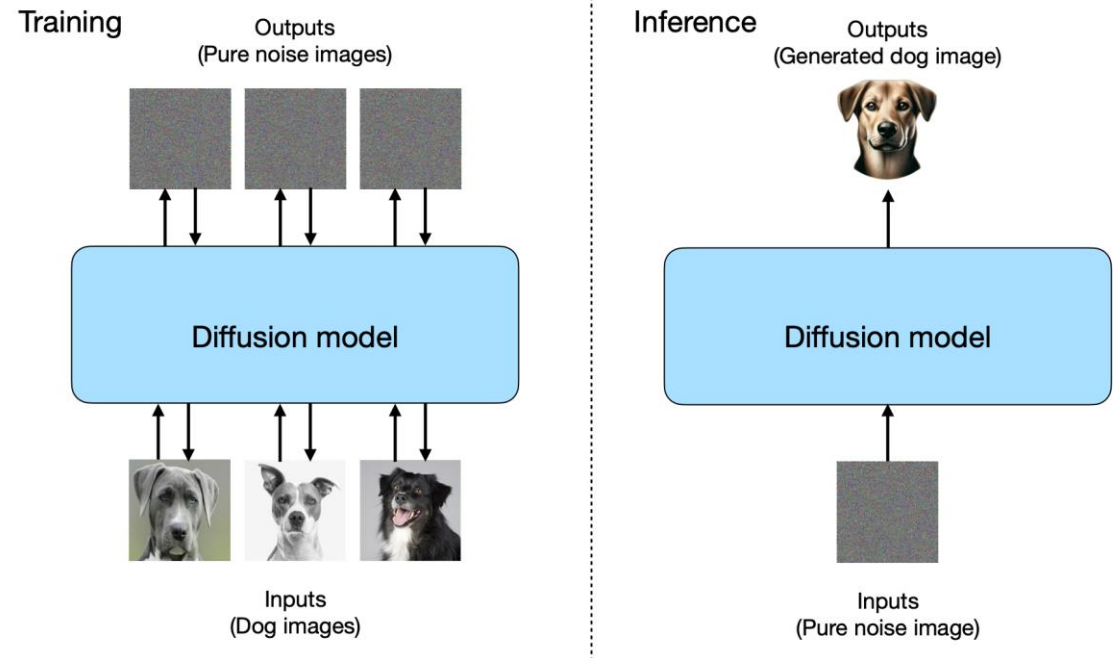 Training
Outputs
(Pure noise images)
Diffusion model
Inputs
(Dog images)
Inference
Outputs
(Generated dog image)
Diffusion model
Inputs
(Pure noise image)